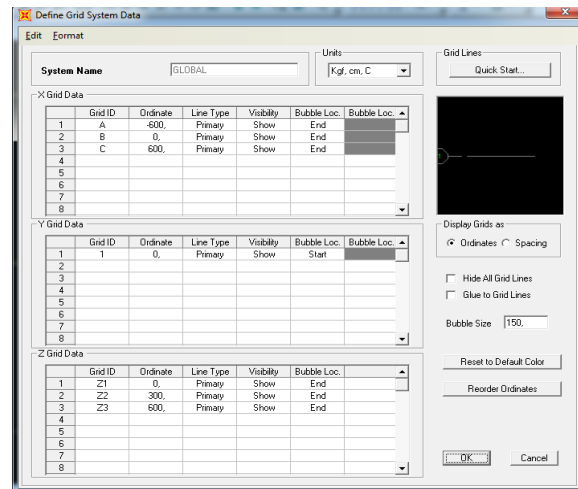 Define Grid System Data
Edit Format
System Name GLOBAL
Units
Kgf, cm, C
Grid Lines
Quick Start...
X Grid Data
Grid ID Ordinate Line Type Visibility Bubble Loc. Bubble Loc.
1 A -600, Primary Show End
2 B 0, Primary Show End
3 C 600, Primary Show End
4
5
6
7
8
1
Y Grid Data
Grid ID Ordinate Line Type Visibility Bubble Loc. Bubble Loc.
1 1 0, Primary Show Start
2
3
4
5
6
7
8
Display Grids as
Ordinates Spacing
Hide All Grid Lines
Glue to Grid Lines
Bubble Size 150,
Z Grid Data
Grid ID Ordinate Line Type Visibility Bubble Loc.
1 Z1 0, Primary Show End
2 Z2 300, Primary Show End
3 Z3 600, Primary Show End
4
5
6
7
8
Reset to Default Color
Reorder Ordinates
OK Cancel